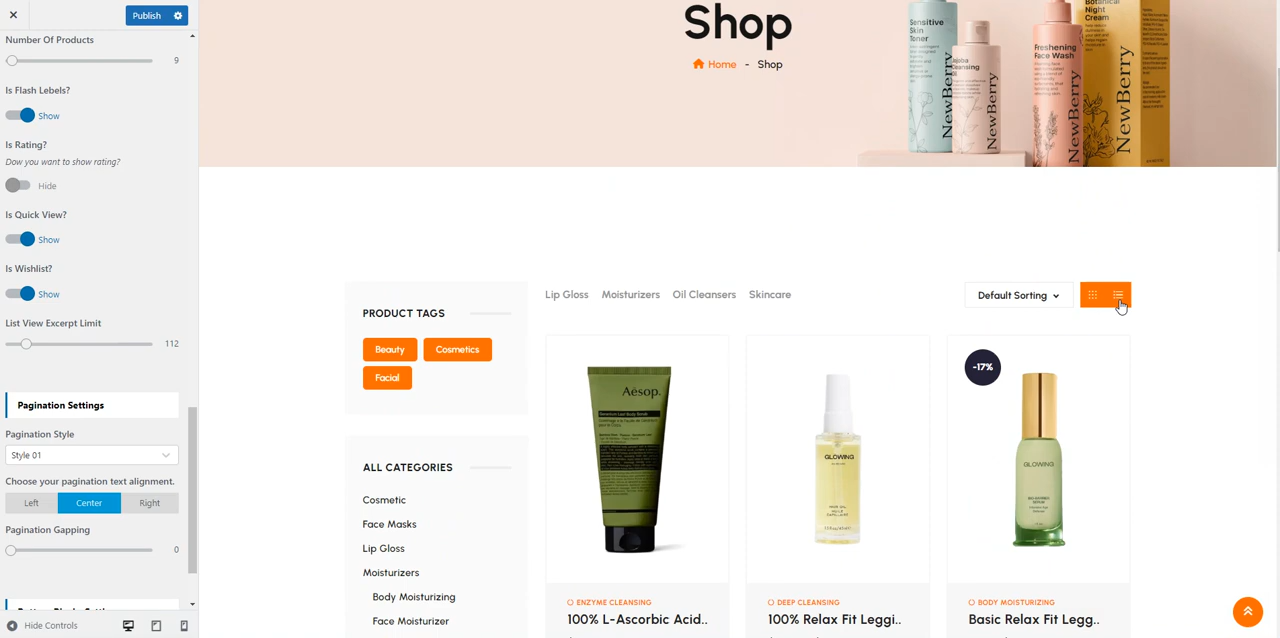 Publish
Number Of Products
9
Is Flash Lebels?
Show
Is Rating?
Dow you want to show rating?
Hide
Is Quick View?
Show
Is Wishlist?
Show
List View Excerpt Limit
112
Pagination Settings
Pagination Style
Style 01
Choose your pagination text alignment.
Left Center Right
Pagination Gapping
0
Hide Controls
Shop
Home - Shop
Sensitive
Skin
Toner
NewBerry
Jojoba
Cleansing
Oil
NewBerry
Freshening
Face Wash
NewBerry
Botanical
Night
Cream
NewBerry
PRODUCT TAGS
Beauty Cosmetics
Facial
ALL CATEGORIES
Cosmetic
Face Masks
Lip Gloss
Moisturizers
Body Moisturizing
Face Moisturizer
Lip Gloss Moisturizers Oil Cleansers Skincare
Default Sorting
Aēsop.
ENZYME CLEANSING
100% L-Ascorbic Acid..
GLOWING
DEEP CLEANSING
100% Relax Fit Leggi..
-17%
GLOWING
BODY MOISTURIZING
Basic Relax Fit Legg..